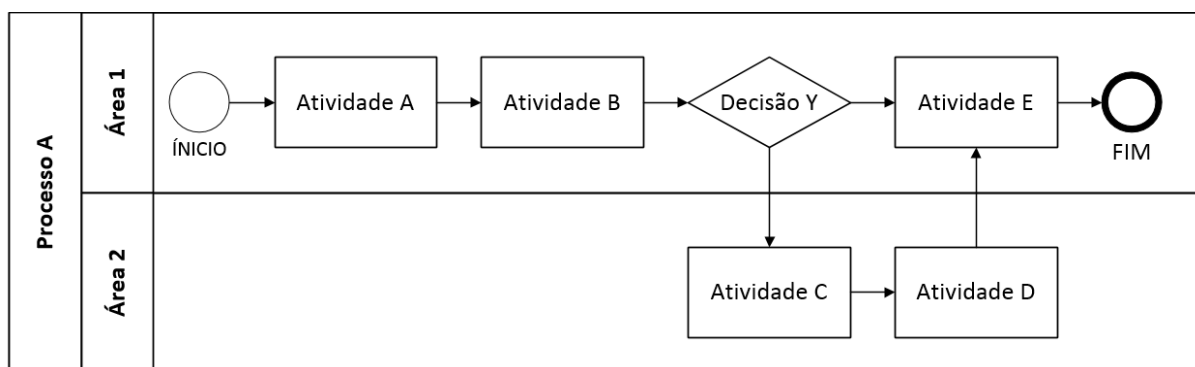 Processo A
Área 1
ÍNICIO
Atividade A
Atividade B
Decisão Y
Atividade E
FIM
Área 2
Atividade C
Atividade D